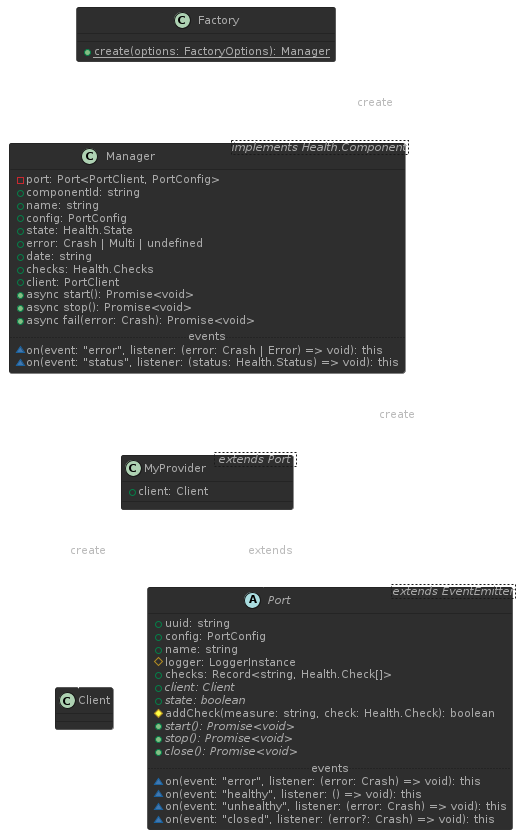 C Factory
create(options: FactoryOptions): Manager
create
implements Health.Component
C Manager
port: Port<PortClient, PortConfig>
componentId: string
name: string
config: PortConfig
state: Health.State
error: Crash | Multi | undefined
date: string
checks: Health.Checks
client: PortClient
async start(): Promise<void>
async stop(): Promise<void>
async fail(error: Crash): Promise<void>
events
on(event: "error", listener: (error: Crash | Error) => void): this
on(event: "status", listener: (status: Health.Status) => void): this
create
extends Port
C MyProvider
client: Client
create
extends
extends EventEmitter
A Port
uuid: string
config: PortConfig
name: string
logger: LoggerInstance
checks: Record<string, Health.Check[]>
client: Client
state: boolean
addCheck(measure: string, check: Health.Check): boolean
start(): Promise<void>
stop(): Promise<void>
close(): Promise<void>
events
on(event: "error", listener: (error: Crash) => void): this
on(event: "healthy", listener: () => void): this
on(event: "unhealthy", listener: (error: Crash) => void): this
on(event: "closed", listener: (error?: Crash) => void): this
C Client